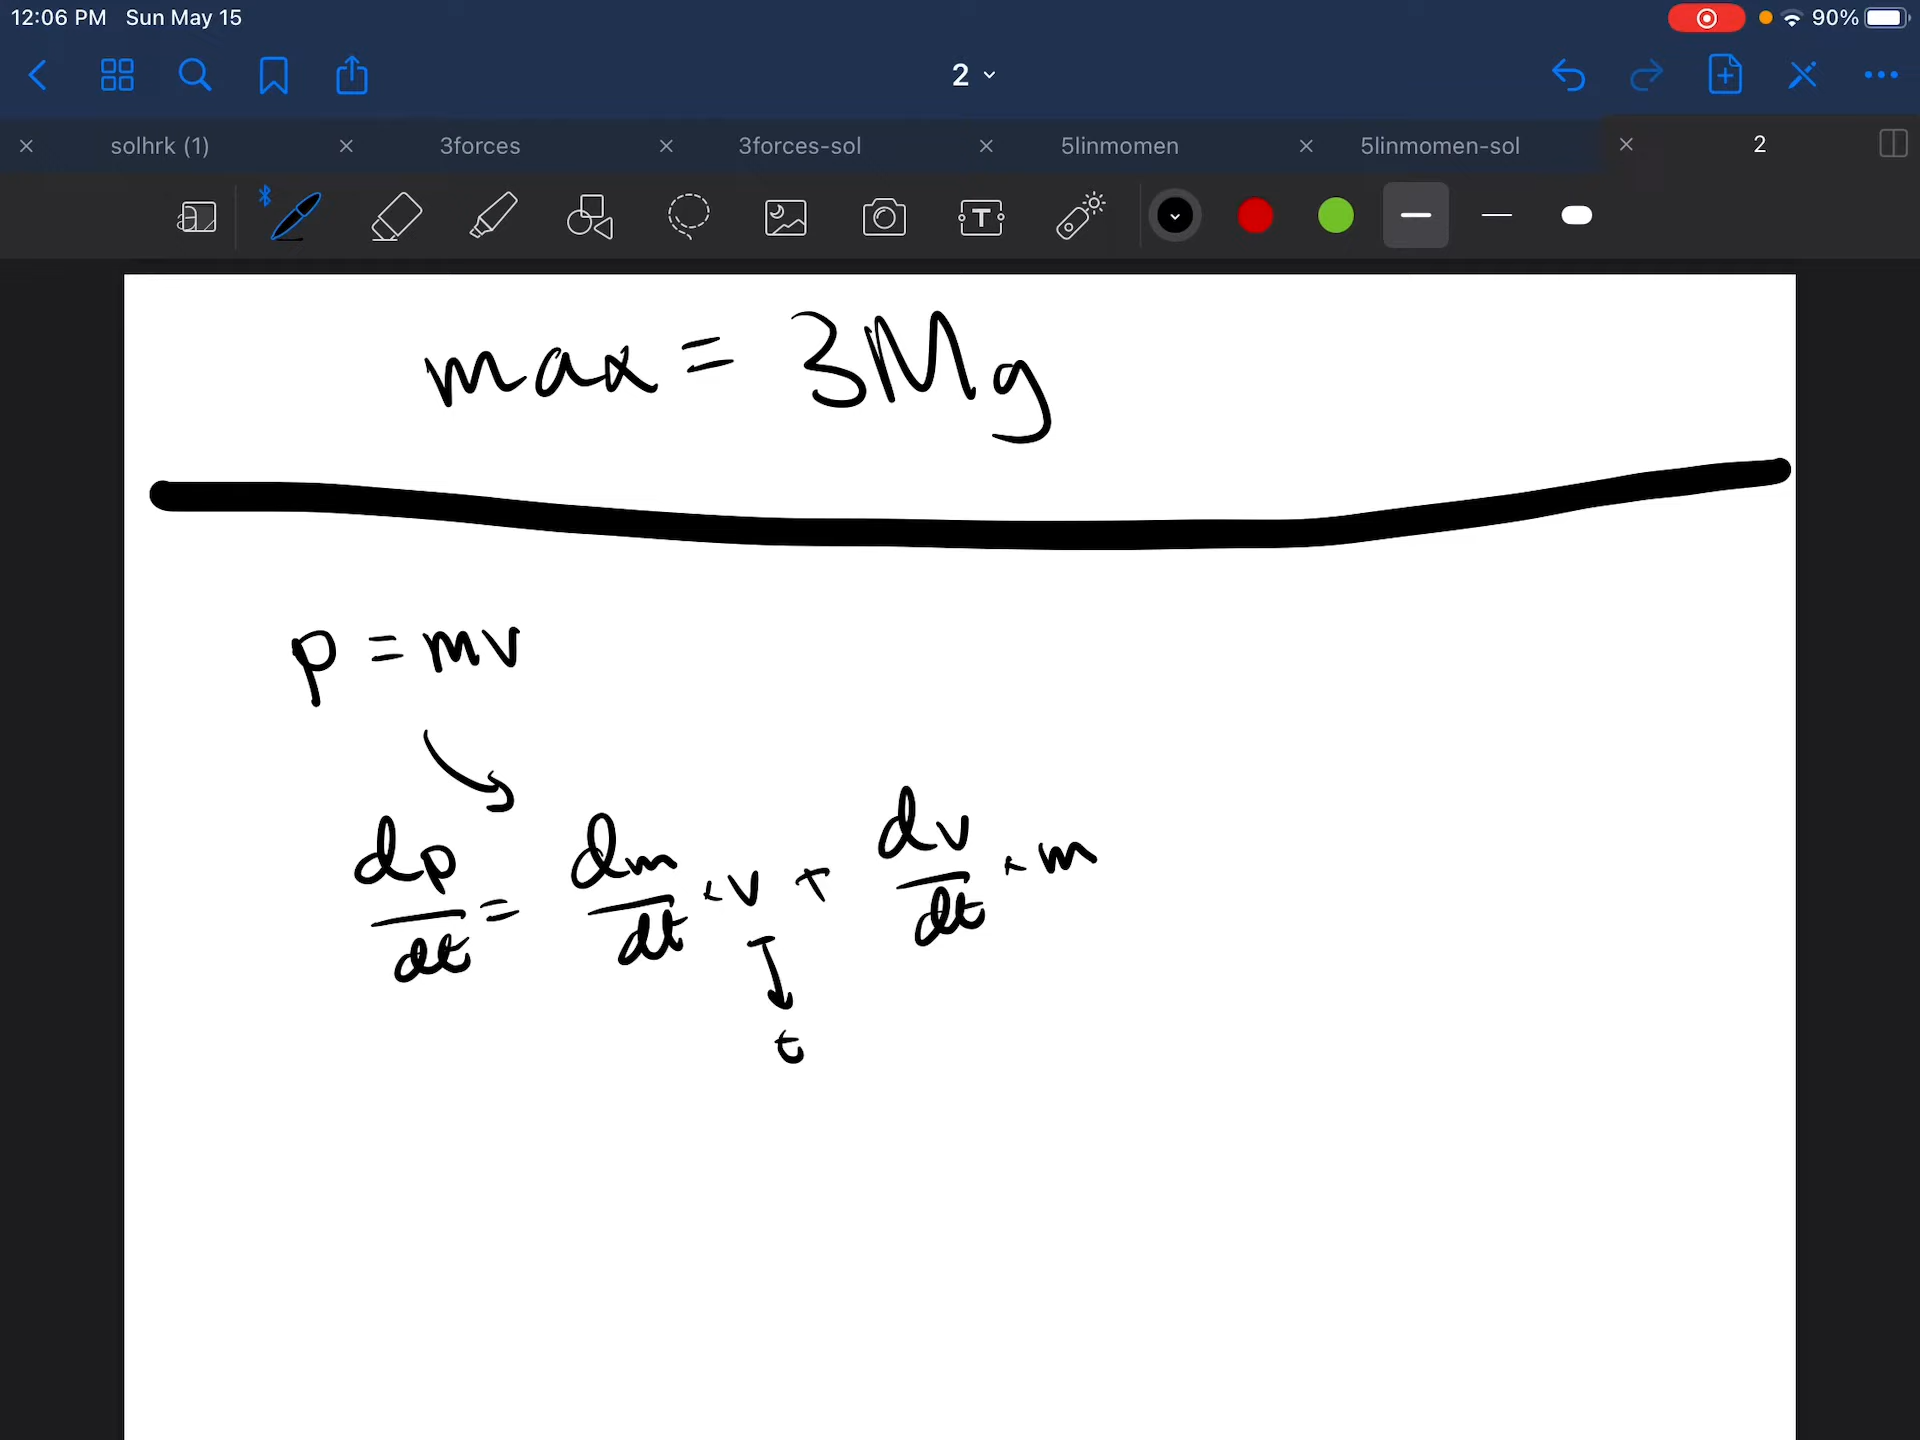 12:06 PM Sun May 15 90%
2
solhrk (1) 3forces 3forces-sol 5linmomen 5linmomen-sol 2
max = 3Mg
p = mv
dp/dt = dm/dt · v + dv/dt · m
t